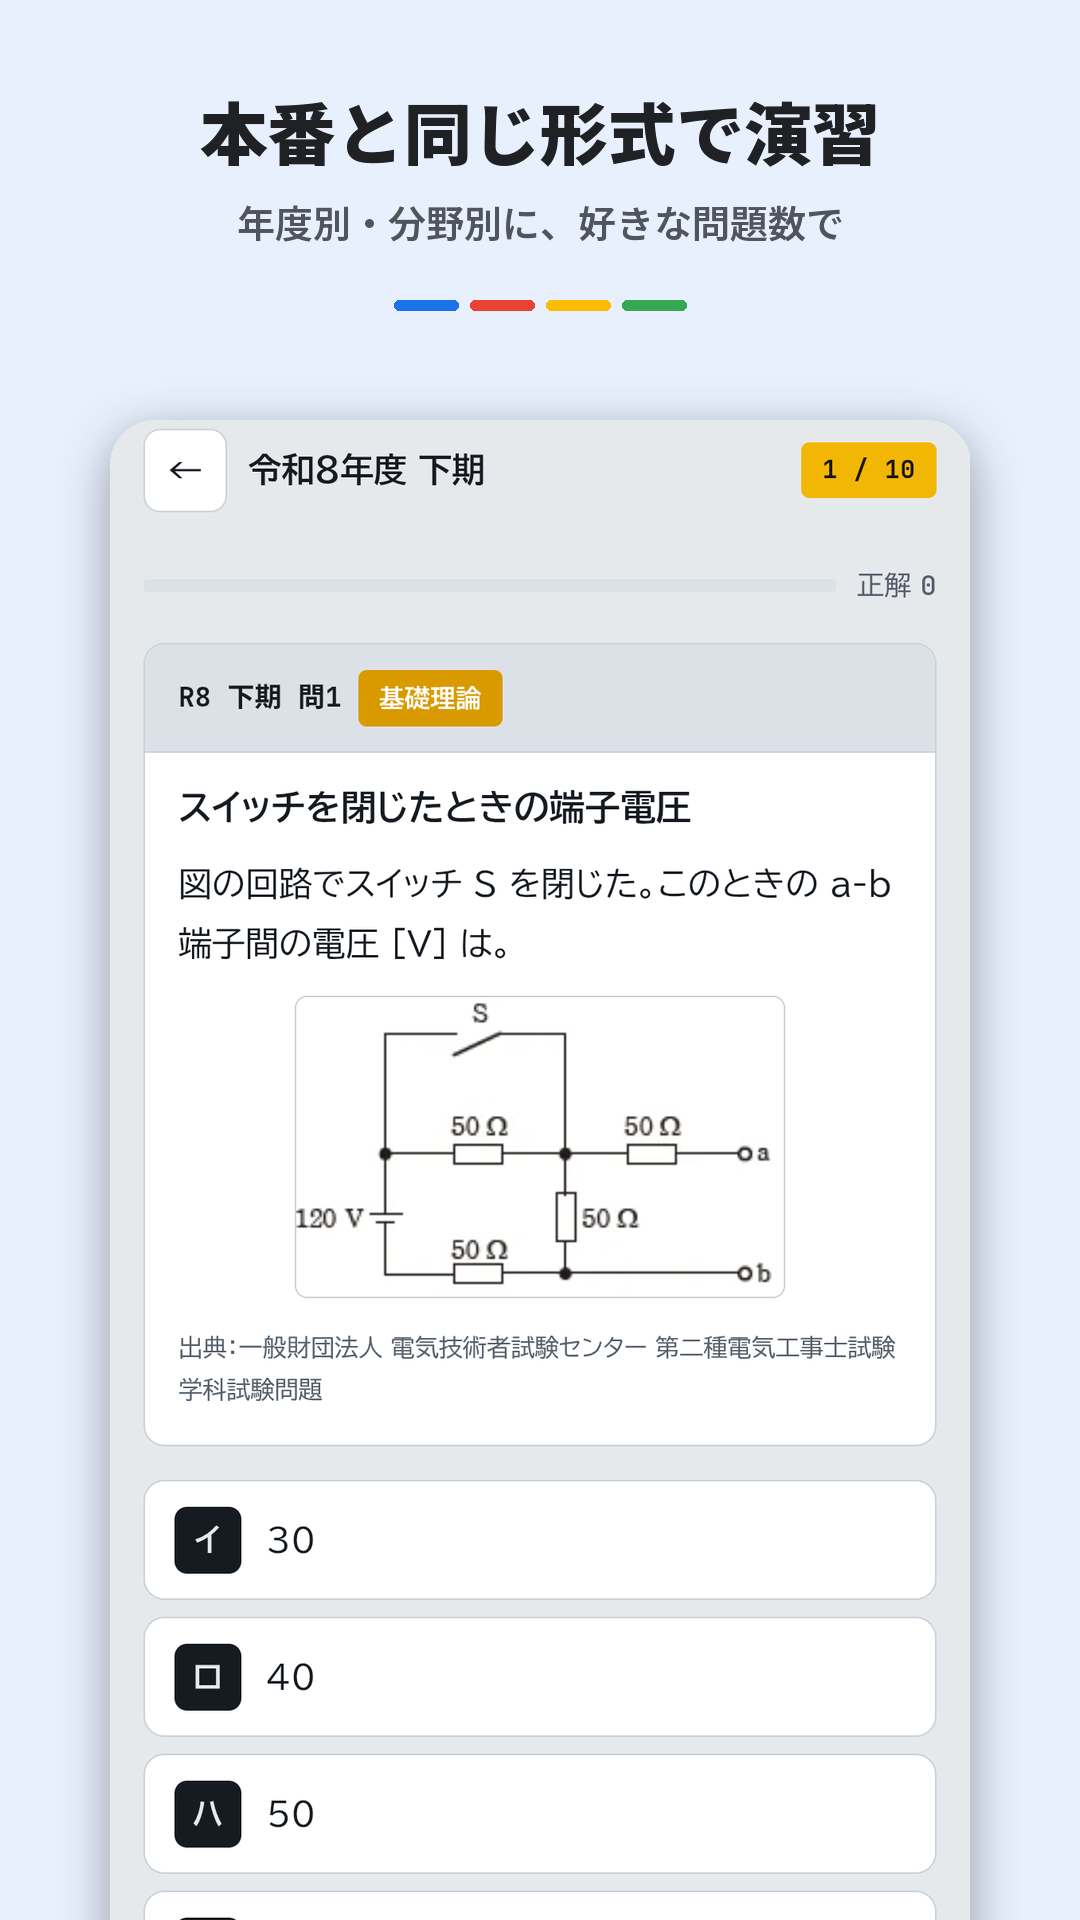 本番と同じ形式で演習
年度別・分野別に、好きな問題数で
← 令和8年度 下期
1 / 10
正解 0
R8 下期 問1 基礎理論
スイッチを閉じたときの端子電圧
図の回路でスイッチ S を閉じた。このときの a-b
端子間の電圧 [V] は。
S
50 Ω
50 Ω
a
120 V
50 Ω
50 Ω
b
出典：一般財団法人 電気技術者試験センター 第二種電気工事士試験
学科試験問題
イ 30
ロ 40
ハ 50